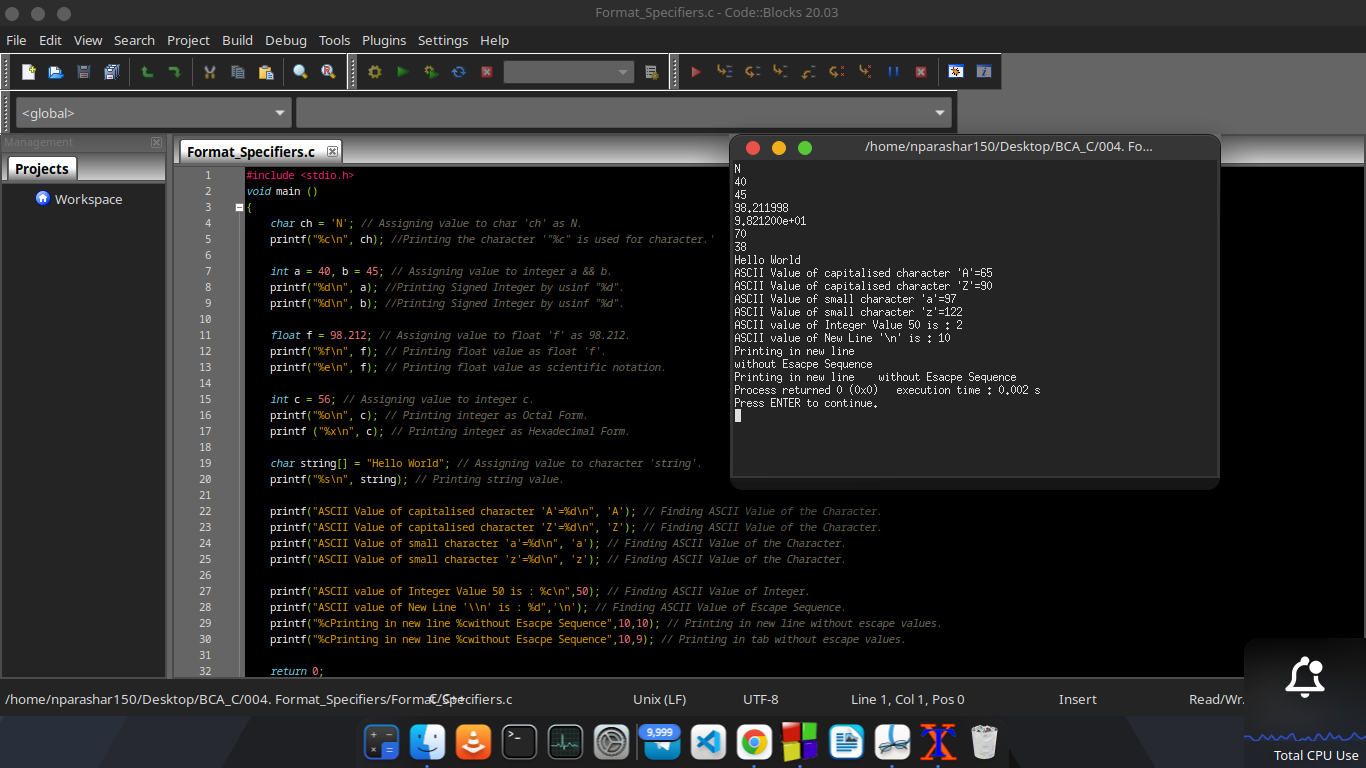 Format_Specifiers.c - Code::Blocks 20.03
File Edit View Search Project Build Debug Tools Plugins Settings Help
<global>
Management
Projects
Workspace
Format_Specifiers.c
1 #include <stdio.h>
2 void main ()
3 {
4 char ch = 'N'; // Assigning value to char 'ch' as N.
5 printf("%c\n", ch); //Printing the character '"%c" is used for character.'
6
7 int a = 40, b = 45; // Assigning value to integer a && b.
8 printf("%d\n", a); //Printing Signed Integer by usinf "%d".
9 printf("%d\n", b); //Printing Signed Integer by usinf "%d".
10
11 float f = 98.212; // Assigning value to float 'f' as 98.212.
12 printf("%f\n", f); // Printing float value as float 'f'.
13 printf("%e\n", f); // Printing float value as scientific notation.
14
15 int c = 56; // Assigning value to integer c.
16 printf("%o\n", c); // Printing integer as Octal Form.
17 printf ("%x\n", c); // Printing integer as Hexadecimal Form.
18
19 char string[] = "Hello World"; // Assigning value to character 'string'.
20 printf("%s\n", string); // Printing string value.
21
22 printf("ASCII Value of capitalised character 'A'=%d\n", 'A'); // Finding ASCII Value of the Character.
23 printf("ASCII Value of capitalised character 'Z'=%d\n", 'Z'); // Finding ASCII Value of the Character.
24 printf("ASCII Value of small character 'a'=%d\n", 'a'); // Finding ASCII Value of the Character.
25 printf("ASCII Value of small character 'z'=%d\n", 'z'); // Finding ASCII Value of the Character.
26
27 printf("ASCII value of Integer Value 50 is : %c\n",50); // Finding ASCII Value of Integer.
28 printf("ASCII value of New Line '\\n' is : %d",'\n'); // Finding ASCII Value of Escape Sequence.
29 printf("%cPrinting in new line %cwithout Esacpe Sequence",10,10); // Printing in new line without escape values.
30 printf("%cPrinting in new line %cwithout Esacpe Sequence",10,9); // Printing in tab without escape values.
31
32 return 0;
/home/nparashar150/Desktop/BCA_C/004. Fo...
N
40
45
98.211998
9.821200e+01
70
38
Hello World
ASCII Value of capitalised character 'A'=65
ASCII Value of capitalised character 'Z'=90
ASCII Value of small character 'a'=97
ASCII Value of small character 'z'=122
ASCII value of Integer Value 50 is : 2
ASCII value of New Line '\n' is : 10
Printing in new line
without Esacpe Sequence
Printing in new line without Esacpe Sequence
Process returned 0 (0x0) execution time : 0.002 s
Press ENTER to continue.
/home/nparashar150/Desktop/BCA_C/004. Format_Specifiers/Format_Specifiers.c C/C++ Unix (LF) UTF-8 Line 1, Col 1, Pos 0 Insert Read/Wr.
9,999
Total CPU Use